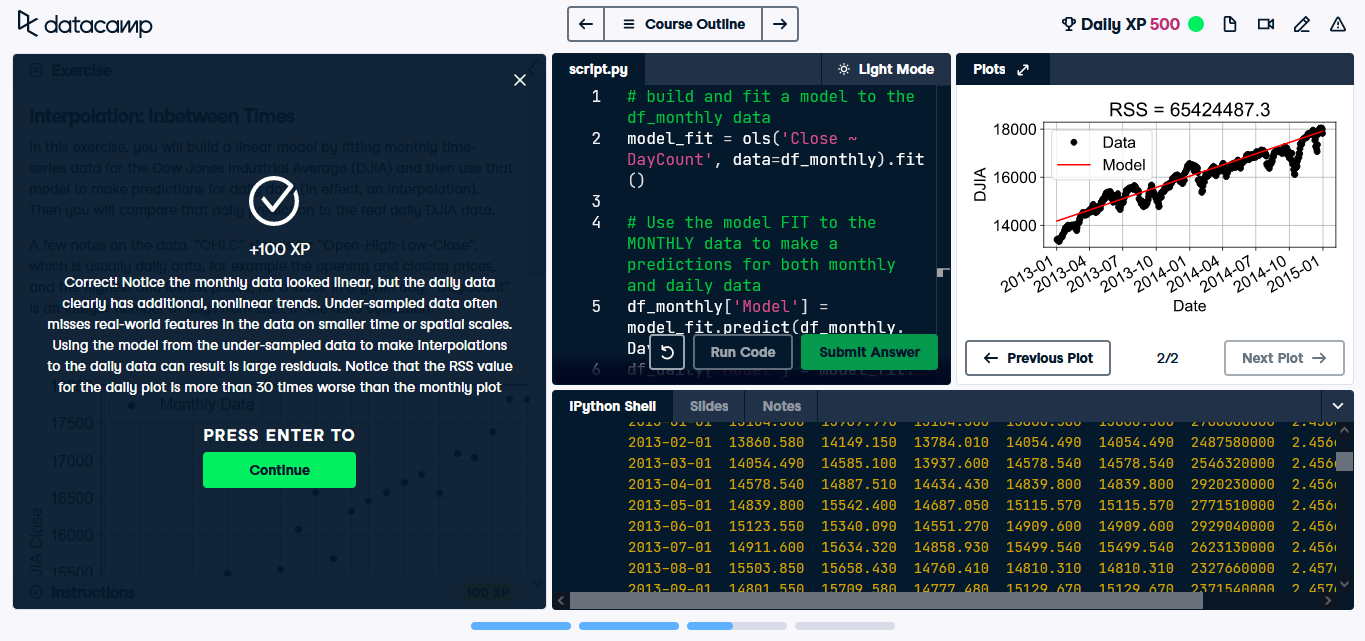 datacamp
Course Outline
Daily XP 500
Exercise
Interpolation: Inbetween Times
In this exercise, you will build a linear model by fitting monthly time-
series data for the Dow Jones Industrial Average (DJIA) and then use that
model to make predictions for daily data (in effect, an interpolation).
Then you will compare that daily prediction to the real daily DJIA data.
A few notes on the data. "OHLC"
"Open-High-Low-Close",
which is usually daily data, for example the opening and closing prices,
+100 XP
Correct! Notice the monthly data looked linear, but the daily data
clearly has additional, nonlinear trends. Under-sampled data often
misses real-world features in the data on smaller time or spatial scales.
Using the model from the under-sampled data to make interpolations
to the daily data can result is large residuals. Notice that the RSS value
for the daily plot is more than 30 times worse than the monthly plot
Monthly Data
17500
17000
16500
16000
15500
JIA Close
PRESS ENTER TO
Continue
Instructions
100 XP
script.py
Light Mode
1 # build and fit a model to the
df_monthly data
2 model_fit = ols('Close ~
DayCount', data=df_monthly).fit
()
3
4 # Use the model FIT to the
MONTHLY data to make a
predictions for both monthly
and daily data
5 df_monthly['Model'] =
model_fit.predict(df_monthly.
Day
6 df_daily['Model'] = model_fit.
Run Code
Submit Answer
Plots
RSS = 65424487.3
18000
16000
14000
DJIA
Data
Model
2013-01
2013-04
2013-07
2013-10
2014-01
2014-04
2014-07
2014-10
2015-01
Date
Previous Plot
2/2
Next Plot
IPython Shell
Slides
Notes
2013-02-01 13860.580 14149.150 13784.010 14054.490 14054.490 2487580000 2.4560
2013-03-01 14054.490 14585.100 13937.600 14578.540 14578.540 2546320000 2.456
2013-04-01 14578.540 14887.510 14434.430 14839.800 14839.800 2920230000 2.456
2013-05-01 14839.800 15542.400 14687.050 15115.570 15115.570 2771510000 2.456
2013-06-01 15123.550 15340.090 14551.270 14909.600 14909.600 2929040000 2.456
2013-07-01 14911.600 15634.320 14858.930 15499.540 15499.540 2623130000 2.456
2013-08-01 15503.850 15658.430 14760.410 14810.310 14810.310 2327660000 2.457
2013-09-01 14801.550 15709.580 14777.480 15129.670 15129.670 2371540000 2.457